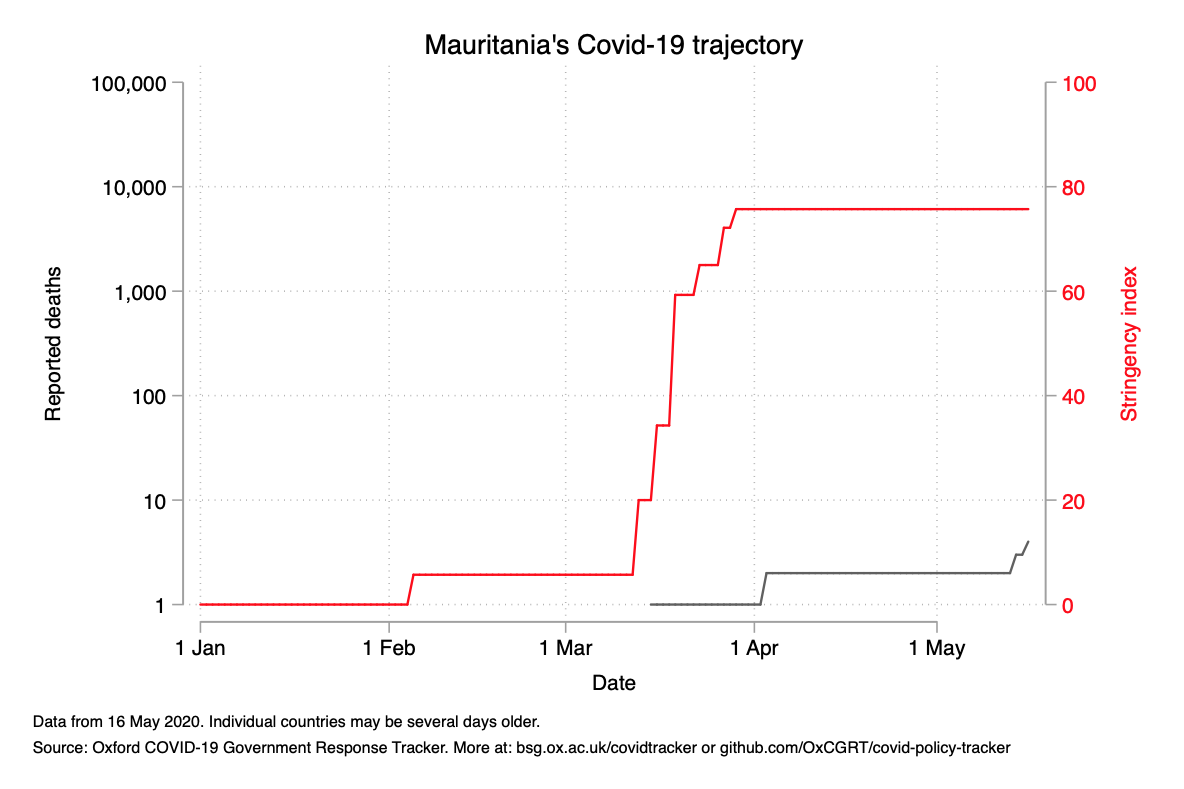 Mauritania's Covid-19 trajectory
100,000
10,000
1,000
100
10
1
Reported deaths
100
80
60
40
20
0
Stringency index
1 Jan
1 Feb
1 Mar
1 Apr
1 May
Date
Data from 16 May 2020. Individual countries may be several days older.
Source: Oxford COVID-19 Government Response Tracker. More at: bsg.ox.ac.uk/covidtracker or github.com/OxCGRT/covid-policy-tracker